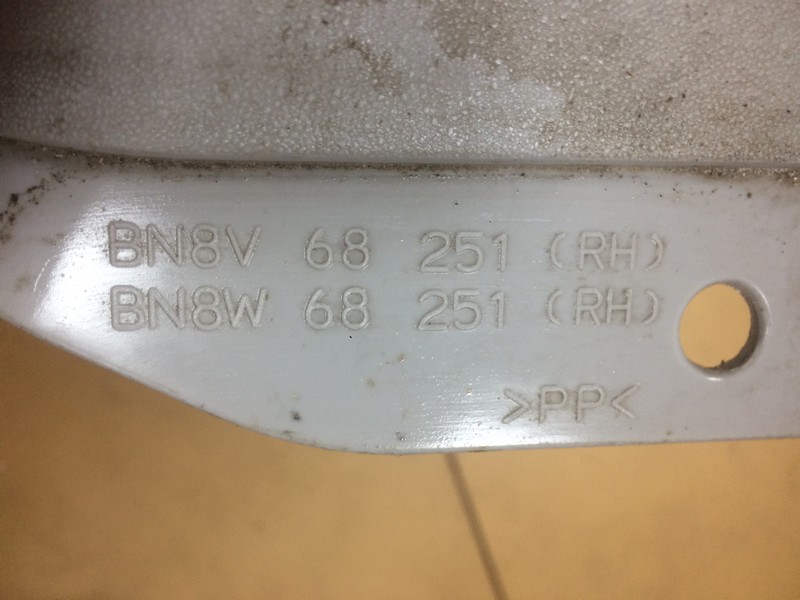 BN8V 68 251 (RH)
BN8W 68 251 (RH)
>PP<